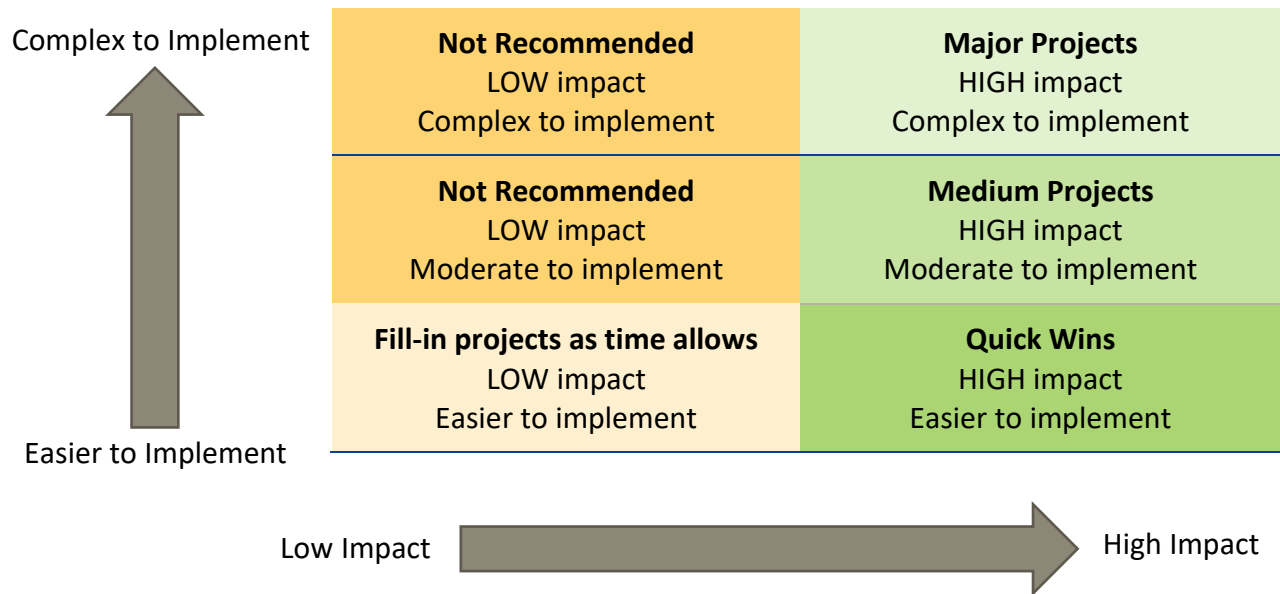 Complex to Implement
Not Recommended
LOW impact
Complex to implement
Major Projects
HIGH impact
Complex to implement
Not Recommended
LOW impact
Moderate to implement
Medium Projects
HIGH impact
Moderate to implement
Fill-in projects as time allows
LOW impact
Easier to implement
Quick Wins
HIGH impact
Easier to implement
Easier to Implement
Low Impact
High Impact